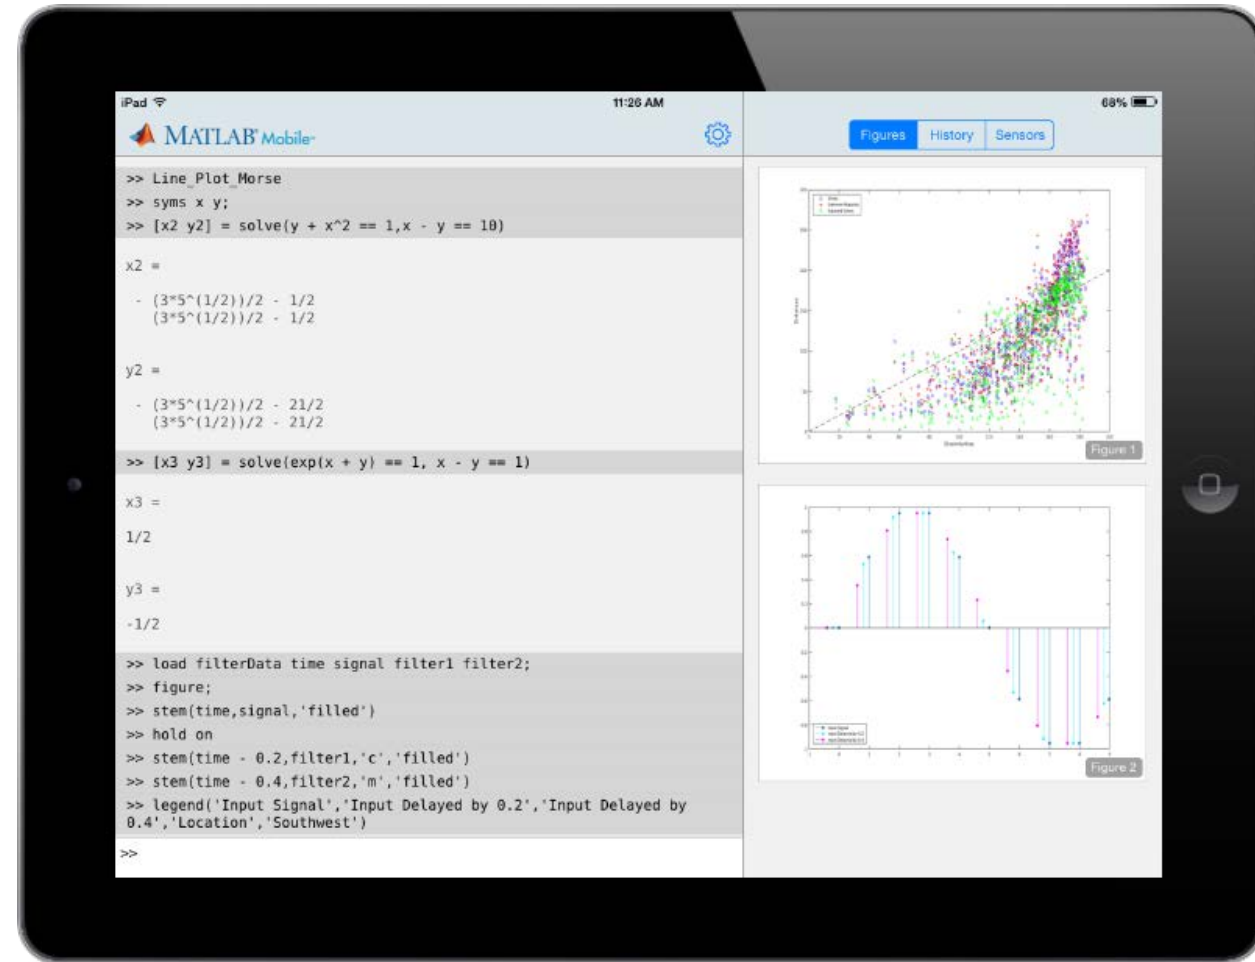 iPad
11:26 AM
68%
MATLAB® Mobile™
Figures
History
Sensors
>> Line_Plot_Morse
>> syms x y;
>> [x2 y2] = solve(y + x^2 == 1,x - y == 10)
x2 =
- (3*5^(1/2))/2 - 1/2
(3*5^(1/2))/2 - 1/2
y2 =
- (3*5^(1/2))/2 - 21/2
(3*5^(1/2))/2 - 21/2
>> [x3 y3] = solve(exp(x + y) == 1, x - y == 1)
x3 =
1/2
y3 =
-1/2
>> load filterData time signal filter1 filter2;
>> figure;
>> stem(time,signal,'filled')
>> hold on
>> stem(time - 0.2,filter1,'c','filled')
>> stem(time - 0.4,filter2,'m','filled')
>> legend('Input Signal','Input Delayed by 0.2','Input Delayed by
0.4','Location','Southwest')
>>
Figure 1
Figure 2